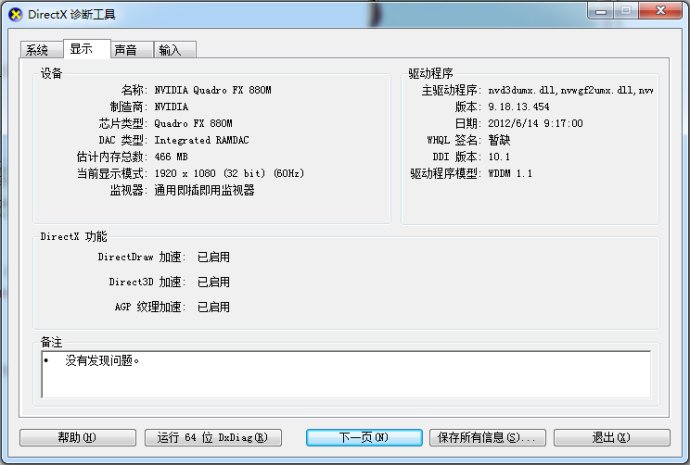 DirectX 诊断工具
系统 显示 声音 输入
设备
名称: NVIDIA Quadro FX 880M
制造商: NVIDIA
芯片类型: Quadro FX 880M
DAC 类型: Integrated RAMDAC
估计内存总数: 466 MB
当前显示模式: 1920 x 1080 (32 bit) (60Hz)
监视器: 通用即插即用监视器
驱动程序
主驱动程序: nvd3dumx.dll,nvwgf2umx.dll,nvw
版本: 9.18.13.454
日期: 2012/6/14 9:17:00
WHQL 签名: 暂缺
DDI 版本: 10.1
驱动程序模型: WDDM 1.1
DirectX 功能
DirectDraw 加速: 已启用
Direct3D 加速: 已启用
AGP 纹理加速: 已启用
备注
• 没有发现问题。
帮助(H) 运行 64 位 DxDiag(R) 下一页(N) 保存所有信息(S)... 退出(X)